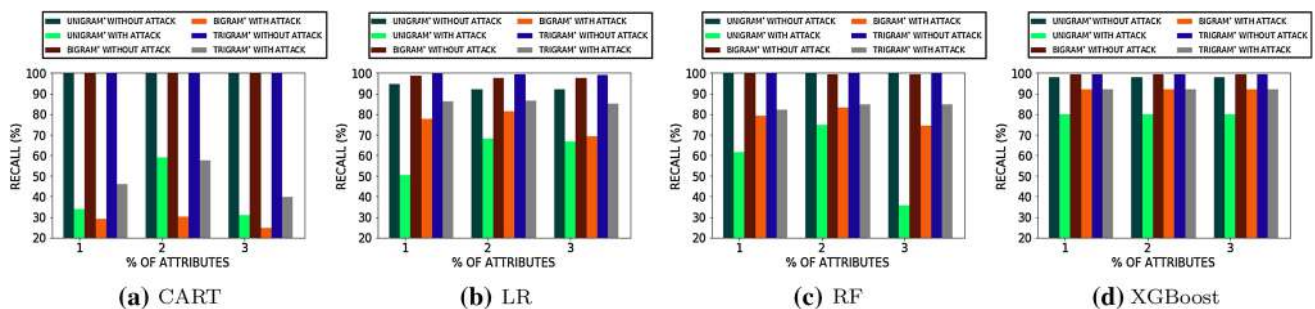 UNIGRAM* WITHOUT ATTACK
UNIGRAM* WITH ATTACK
BIGRAM* WITHOUT ATTACK
BIGRAM* WITH ATTACK
TRIGRAM* WITHOUT ATTACK
TRIGRAM* WITH ATTACK
100
90
80
70
60
50
40
30
20
RECALL (%)
1 2 3
% OF ATTRIBUTES
(a) CART
UNIGRAM* WITHOUT ATTACK
UNIGRAM* WITH ATTACK
BIGRAM* WITHOUT ATTACK
BIGRAM* WITH ATTACK
TRIGRAM* WITHOUT ATTACK
TRIGRAM* WITH ATTACK
100
90
80
70
60
50
40
30
20
RECALL (%)
1 2 3
% OF ATTRIBUTES
(b) LR
UNIGRAM* WITHOUT ATTACK
UNIGRAM* WITH ATTACK
BIGRAM* WITHOUT ATTACK
BIGRAM* WITH ATTACK
TRIGRAM* WITHOUT ATTACK
TRIGRAM* WITH ATTACK
100
90
80
70
60
50
40
30
20
RECALL (%)
1 2 3
% OF ATTRIBUTES
(c) RF
UNIGRAM* WITHOUT ATTACK
UNIGRAM* WITH ATTACK
BIGRAM* WITHOUT ATTACK
BIGRAM* WITH ATTACK
TRIGRAM* WITHOUT ATTACK
TRIGRAM* WITH ATTACK
100
90
80
70
60
50
40
30
20
RECALL (%)
1 2 3
% OF ATTRIBUTES
(d) XGBoost